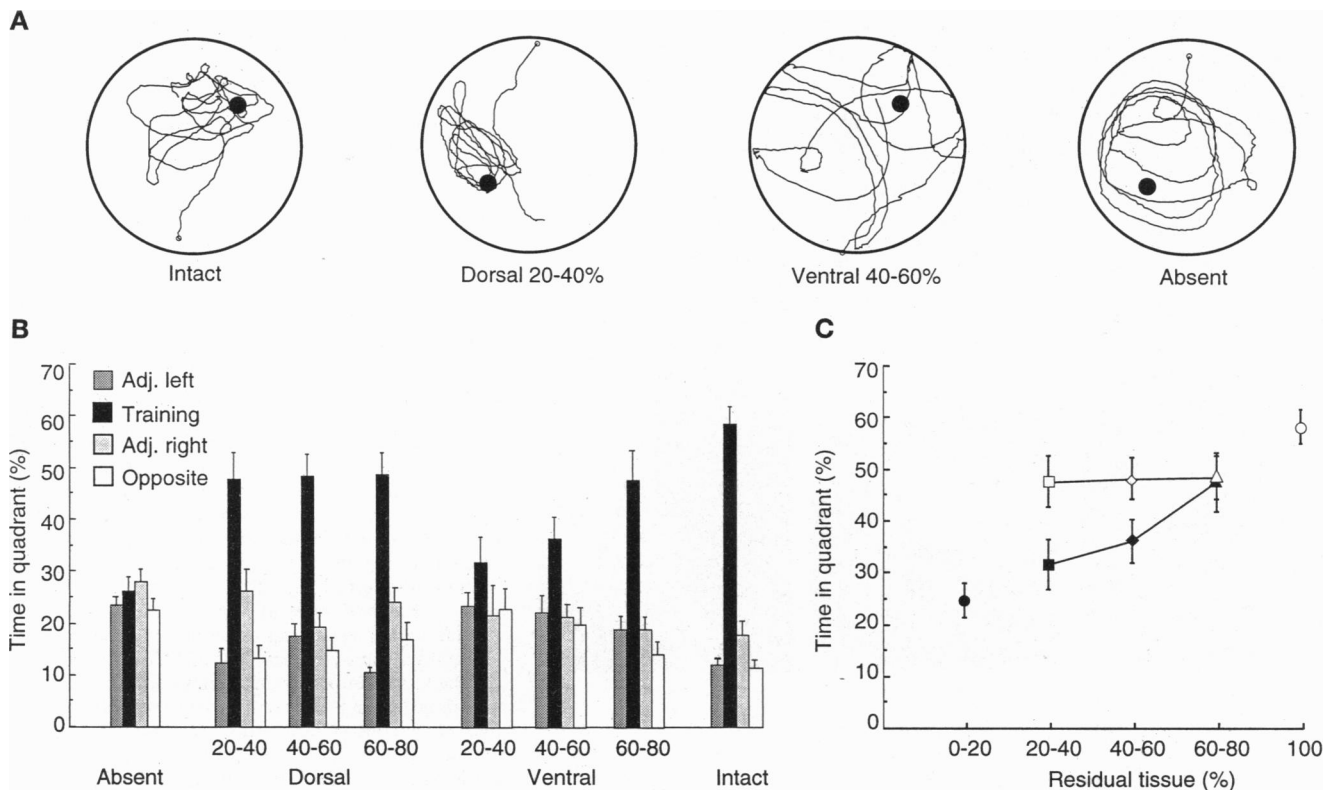 A
Intact
Dorsal 20-40%
Ventral 40-60%
Absent
B
Time in quadrant (%)
70
60
50
40
30
20
10
0
Adj. left
Training
Adj. right
Opposite
20-40 40-60 60-80 20-40 40-60 60-80
Absent Dorsal Ventral Intact
C
Time in quadrant (%)
70
60
50
40
30
20
10
0
0-20 20-40 40-60 60-80 100
Residual tissue (%)